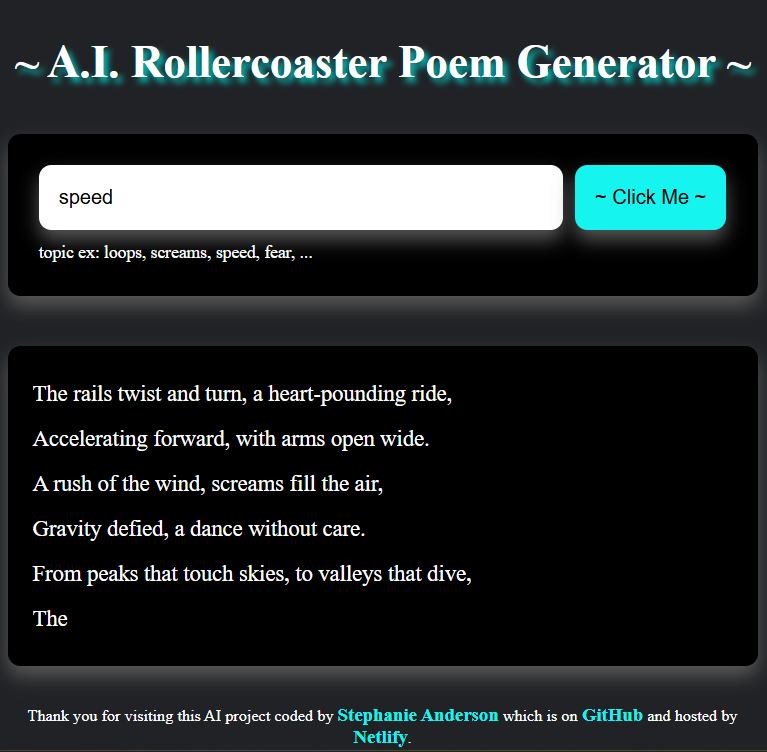 ~ A.I. Rollercoaster Poem Generator ~
speed
~ Click Me ~
topic ex: loops, screams, speed, fear, ...
The rails twist and turn, a heart-pounding ride,
Accelerating forward, with arms open wide.
A rush of the wind, screams fill the air,
Gravity defied, a dance without care.
From peaks that touch skies, to valleys that dive,
The
Thank you for visiting this AI project coded by Stephanie Anderson which is on GitHub and hosted by
Netlify.